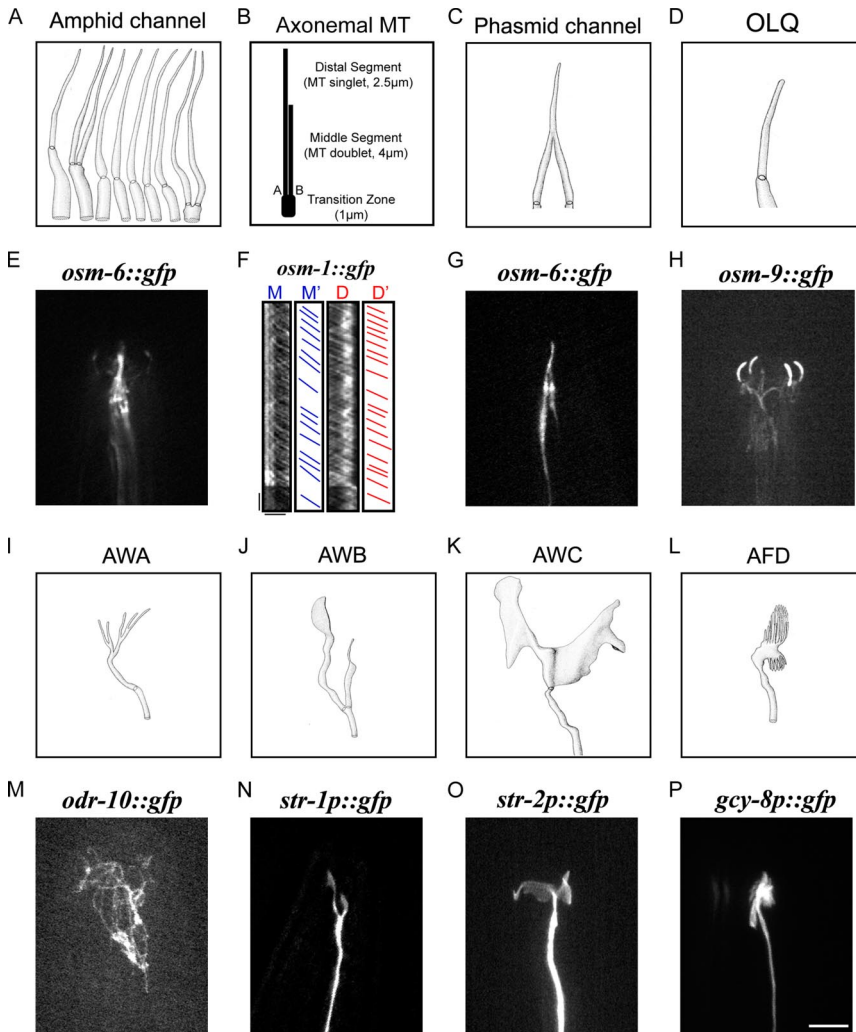 A Amphid channel
B Axonemal MT
C Phasmid channel
D OLQ
Distal Segment
(MT singlet, 2.5µm)
Middle Segment
(MT doublet, 4µm)
A B
Transition Zone
(1µm)
E osm-6::gfp
F osm-1::gfp
M M' D D'
G osm-6::gfp
H osm-9::gfp
I AWA
J AWB
K AWC
L AFD
M odr-10::gfp
N str-1p::gfp
O str-2p::gfp
P gcy-8p::gfp